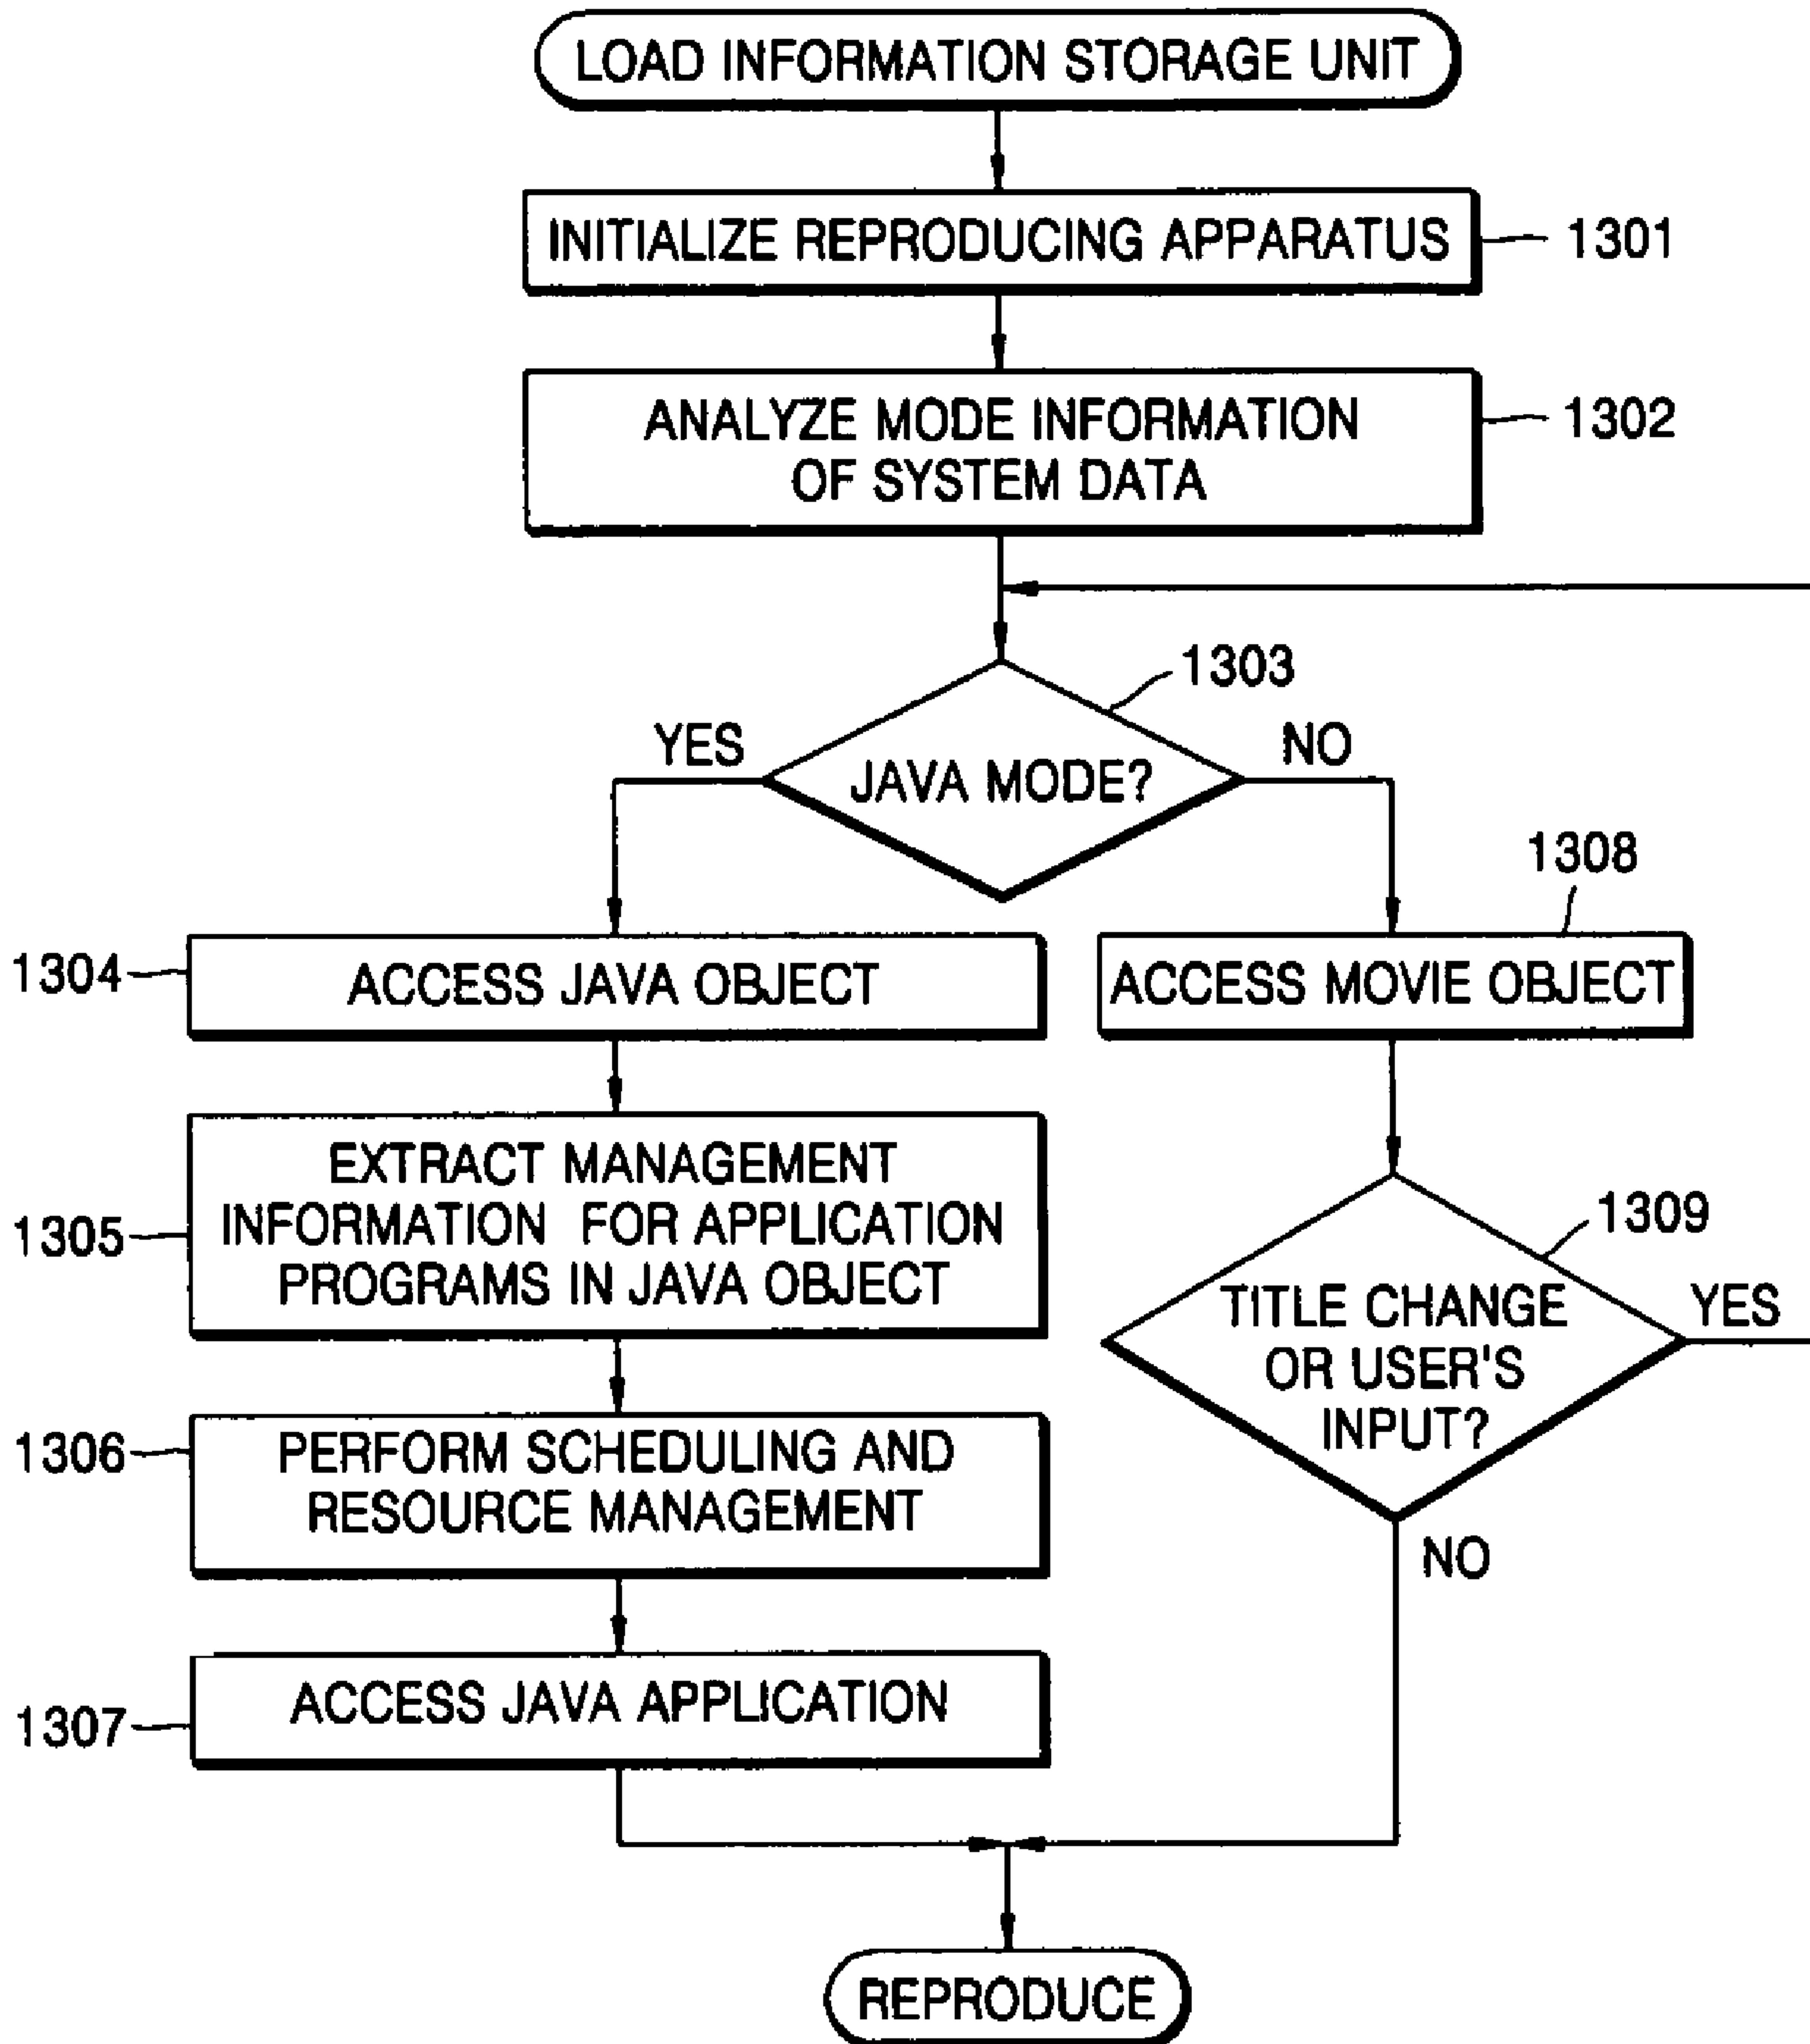 LOAD INFORMATION STORAGE UNIT
INITIALIZE REPRODUCING APPARATUS
1301
ANALYZE MODE INFORMATION
OF SYSTEM DATA
1302
1303
YES
NO
JAVA MODE?
1308
1304
ACCESS JAVA OBJECT
ACCESS MOVIE OBJECT
1305
EXTRACT MANAGEMENT
INFORMATION FOR APPLICATION
PROGRAMS IN JAVA OBJECT
1309
TITLE CHANGE
OR USER'S
INPUT?
YES
NO
1306
PERFORM SCHEDULING AND
RESOURCE MANAGEMENT
1307
ACCESS JAVA APPLICATION
REPRODUCE